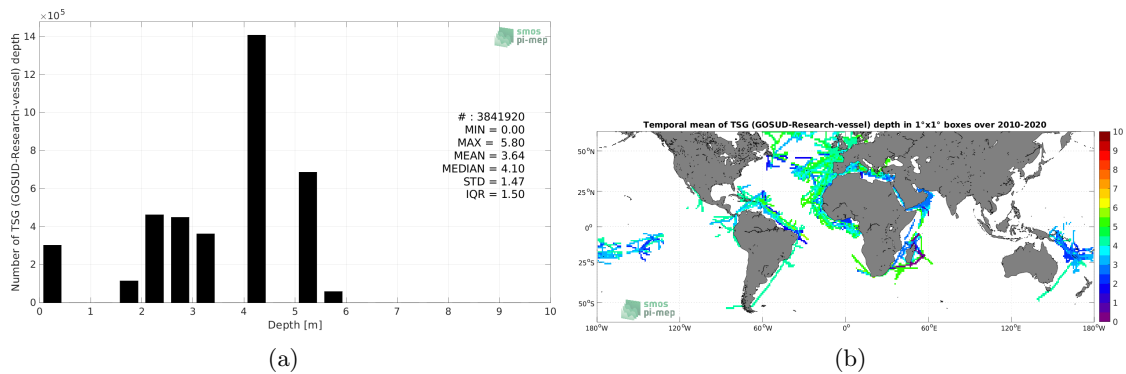 ×10⁵
14
12
10
8
6
4
2
0
Number of TSG (GOSUD-Research-vessel) depth
smos
pi-mep
# : 3841920
MIN = 0.00
MAX = 5.80
MEAN = 3.64
MEDIAN = 4.10
STD = 1.47
IQR = 1.50
0 1 2 3 4 5 6 7 8 9 10
Depth [m]
(a)
Temporal mean of TSG (GOSUD-Research-vessel) depth in 1°x1° boxes over 2010-2020
50°N
25°N
0°
25°S
50°S
smos
pi-mep
180°W 120°W 60°W 0° 60°E 120°E 180°W
10
9
8
7
6
5
4
3
2
1
0
(b)